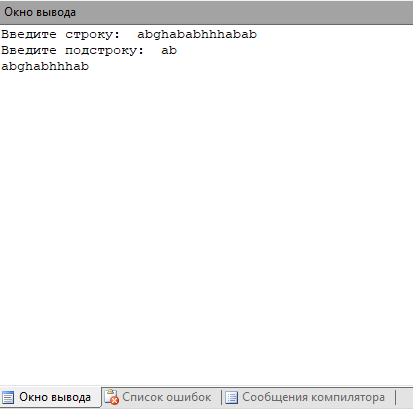 Окно вывода
Введите строку:  abghababhhhabab
Введите подстроку:  ab
abghabhhhab
Окно вывода
Список ошибок
Сообщения компилятора